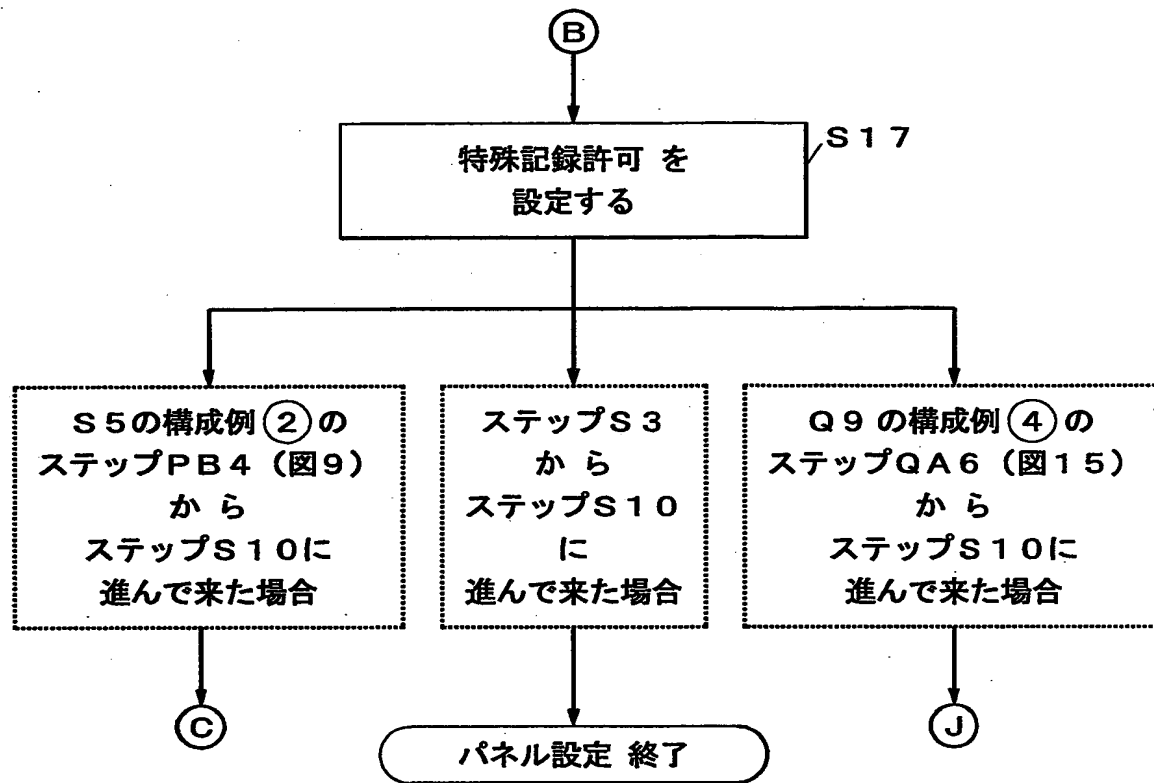 B
特殊記録許可 を
設定する
S17
S5の構成例②の
ステップPB4(図9)
か ら
ステップS10に
進んで来た場合
ステップS3
か ら
ステップS10
に
進んで来た場合
Q9の構成例④の
ステップQA6(図15)
か ら
ステップS10に
進んで来た場合
C
パネル設定 終了
J